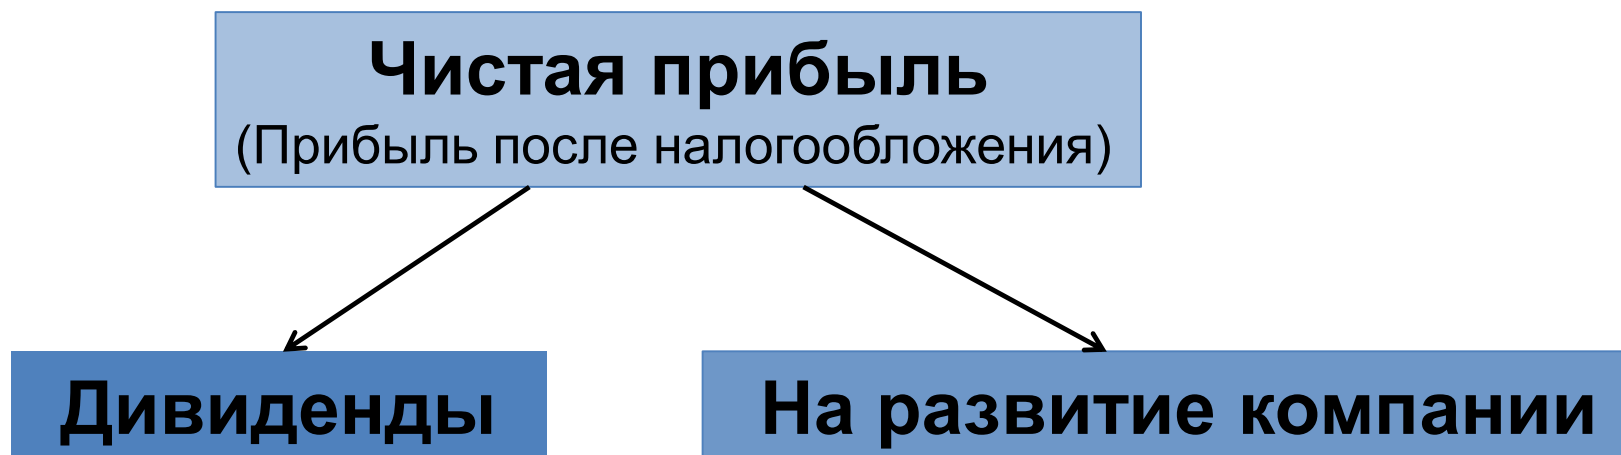 Чистая прибыль
(Прибыль после налогообложения)
Дивиденды
На развитие компании